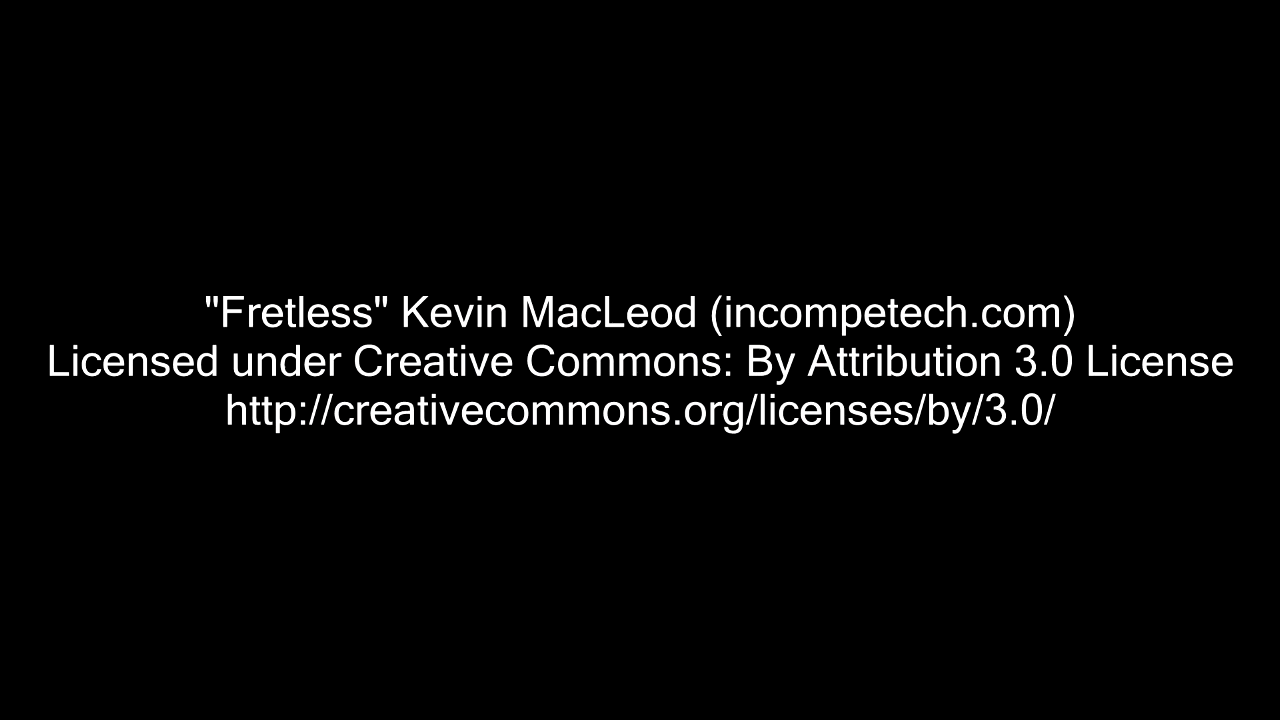 "Fretless" Kevin MacLeod (incompetech.com)
Licensed under Creative Commons: By Attribution 3.0 License
http://creativecommons.org/licenses/by/3.0/